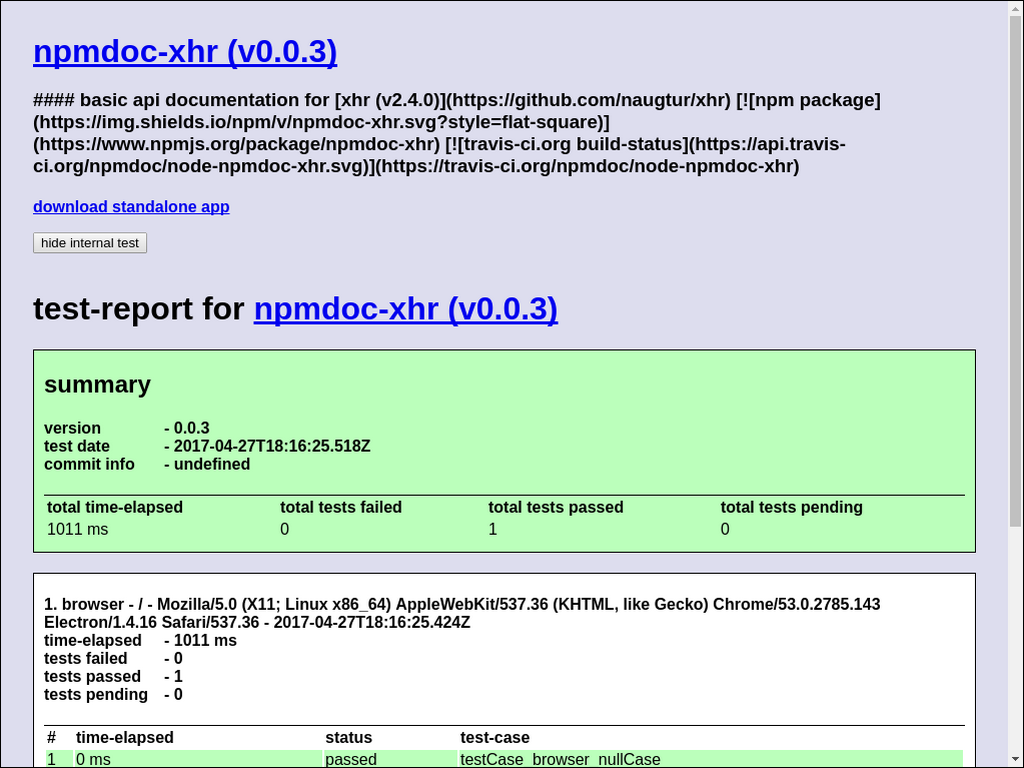 npmdoc-xhr (v0.0.3)
#### basic api documentation for [xhr (v2.4.0)](https://github.com/naugtur/xhr) [![npm package]
(https://img.shields.io/npm/v/npmdoc-xhr.svg?style=flat-square)]
(https://www.npmjs.org/package/npmdoc-xhr) [![travis-ci.org build-status](https://api.travis-
ci.org/npmdoc/node-npmdoc-xhr.svg)](https://travis-ci.org/npmdoc/node-npmdoc-xhr)
download standalone app
hide internal test
test-report for npmdoc-xhr (v0.0.3)
summary
version - 0.0.3
test date - 2017-04-27T18:16:25.518Z
commit info - undefined
total time-elapsed total tests failed total tests passed total tests pending
1011 ms 0 1 0
1. browser - / - Mozilla/5.0 (X11; Linux x86_64) AppleWebKit/537.36 (KHTML, like Gecko) Chrome/53.0.2785.143
Electron/1.4.16 Safari/537.36 - 2017-04-27T18:16:25.424Z
time-elapsed - 1011 ms
tests failed - 0
tests passed - 1
tests pending - 0
# time-elapsed status test-case
1 0 ms passed testCase_browser_nullCase